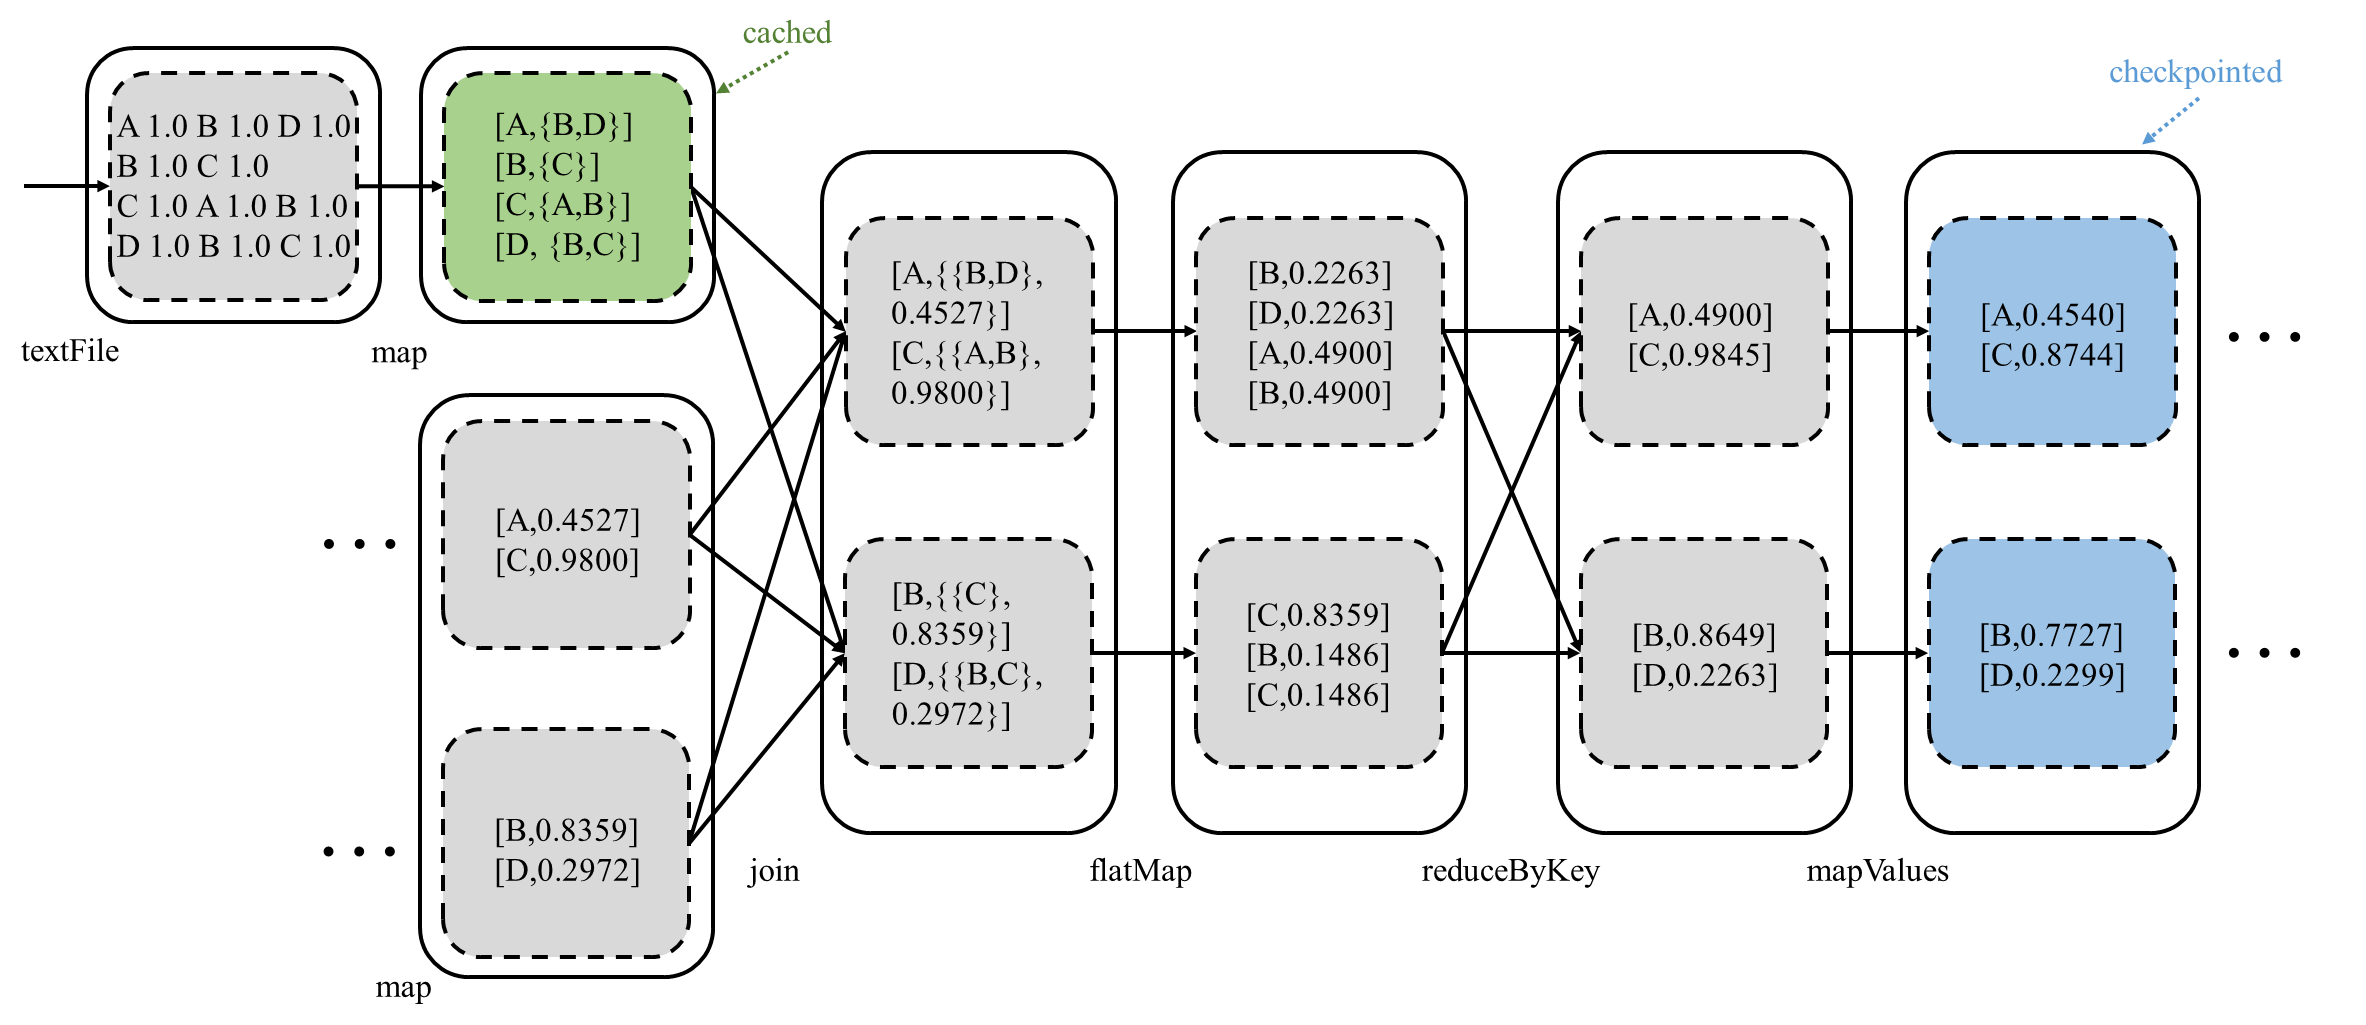 cached
checkpointed
A 1.0 B 1.0 D 1.0
B 1.0 C 1.0
C 1.0 A 1.0 B 1.0
D 1.0 B 1.0 C 1.0
textFile
[A,{B,D}]
[B,{C}]
[C,{A,B}]
[D, {B,C}]
map
[A,0.4527]
[C,0.9800]
[B,0.8359]
[D,0.2972]
map
[A,{{B,D},
0.4527}]
[C,{{A,B},
0.9800}]
[B,{{C},
0.8359}]
[D,{{B,C},
0.2972}]
join
[B,0.2263]
[D,0.2263]
[A,0.4900]
[B,0.4900]
[C,0.8359]
[B,0.1486]
[C,0.1486]
flatMap
[A,0.4900]
[C,0.9845]
[B,0.8649]
[D,0.2263]
reduceByKey
[A,0.4540]
[C,0.8744]
[B,0.7727]
[D,0.2299]
mapValues